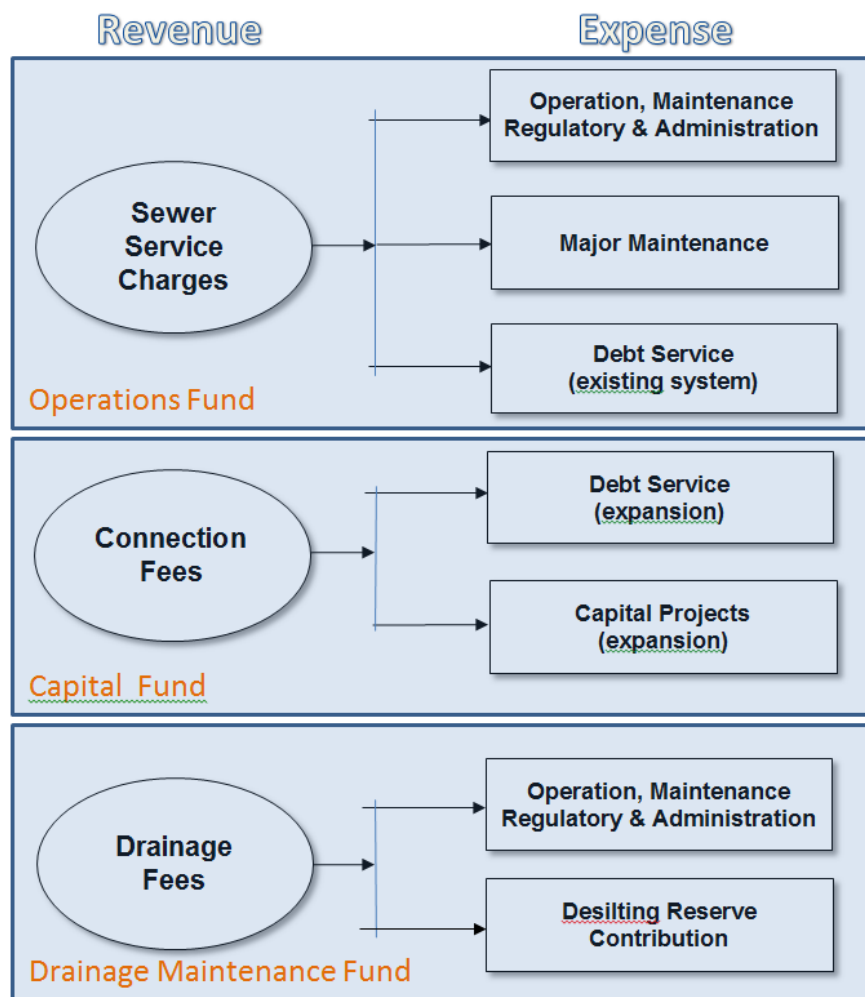 Revenue
Expense
Operation, Maintenance
Regulatory & Administration
Sewer
Service
Charges
Major Maintenance
Debt Service
(existing system)
Operations Fund
Debt Service
(expansion)
Connection
Fees
Capital Projects
(expansion)
Capital Fund
Operation, Maintenance
Regulatory & Administration
Drainage
Fees
Desilting Reserve
Contribution
Drainage Maintenance Fund